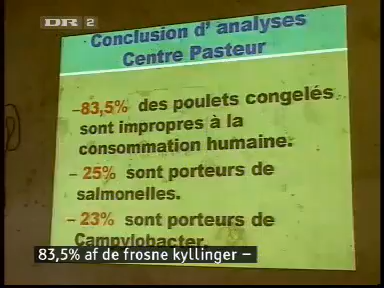 DR 2
Conclusion d' analyses
Centre Pasteur
-83,5% des poulets congelés
sont impropres à la
consommation humaine.
- 25% sont porteurs de
salmonelles.
- 23% sont porteurs de
Campylobacter.
83,5% af de frosne kyllinger –